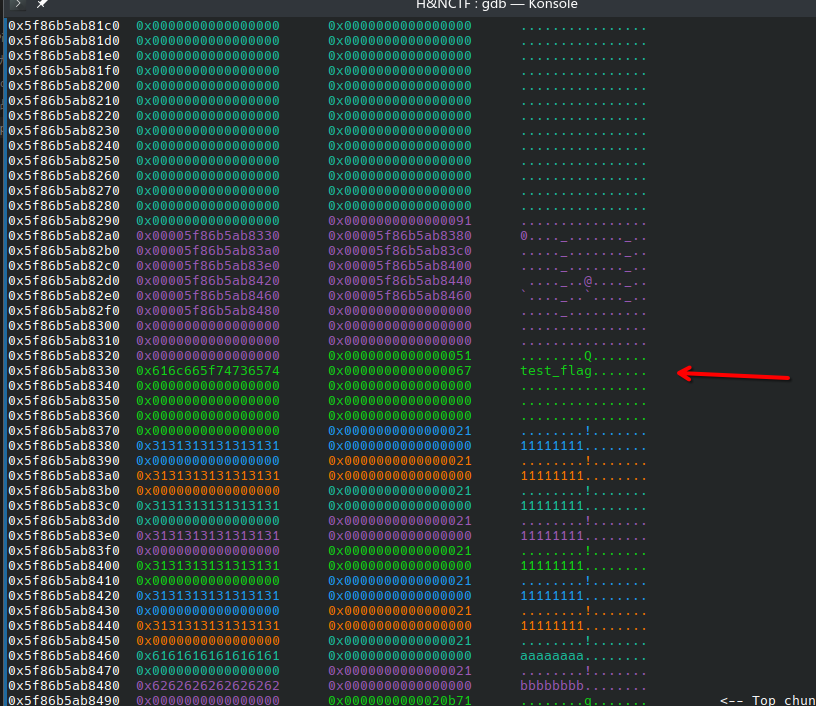 H&NCTF : gdb — Konsole
0x5f86b5ab81c0 0x0000000000000000 0x0000000000000000 ................
0x5f86b5ab81d0 0x0000000000000000 0x0000000000000000 ................
0x5f86b5ab81e0 0x0000000000000000 0x0000000000000000 ................
0x5f86b5ab81f0 0x0000000000000000 0x0000000000000000 ................
0x5f86b5ab8200 0x0000000000000000 0x0000000000000000 ................
0x5f86b5ab8210 0x0000000000000000 0x0000000000000000 ................
0x5f86b5ab8220 0x0000000000000000 0x0000000000000000 ................
0x5f86b5ab8230 0x0000000000000000 0x0000000000000000 ................
0x5f86b5ab8240 0x0000000000000000 0x0000000000000000 ................
0x5f86b5ab8250 0x0000000000000000 0x0000000000000000 ................
0x5f86b5ab8260 0x0000000000000000 0x0000000000000000 ................
0x5f86b5ab8270 0x0000000000000000 0x0000000000000000 ................
0x5f86b5ab8280 0x0000000000000000 0x0000000000000000 ................
0x5f86b5ab8290 0x0000000000000000 0x0000000000000091 ................
0x5f86b5ab82a0 0x00005f86b5ab8330 0x00005f86b5ab8380 0...._......._..
0x5f86b5ab82b0 0x00005f86b5ab83a0 0x00005f86b5ab83c0 ....._......._..
0x5f86b5ab82c0 0x00005f86b5ab83e0 0x00005f86b5ab8400 ....._......._..
0x5f86b5ab82d0 0x00005f86b5ab8420 0x00005f86b5ab8440  ...._..@...._..
0x5f86b5ab82e0 0x00005f86b5ab8460 0x00005f86b5ab8460 `...._..`...._..
0x5f86b5ab82f0 0x00005f86b5ab8480 0x0000000000000000 ....._..........
0x5f86b5ab8300 0x0000000000000000 0x0000000000000000 ................
0x5f86b5ab8310 0x0000000000000000 0x0000000000000000 ................
0x5f86b5ab8320 0x0000000000000000 0x0000000000000051 ........Q.......
0x5f86b5ab8330 0x616c665f74736574 0x0000000000000067 test_flag.......
0x5f86b5ab8340 0x0000000000000000 0x0000000000000000 ................
0x5f86b5ab8350 0x0000000000000000 0x0000000000000000 ................
0x5f86b5ab8360 0x0000000000000000 0x0000000000000000 ................
0x5f86b5ab8370 0x0000000000000000 0x0000000000000021 ........!.......
0x5f86b5ab8380 0x3131313131313131 0x0000000000000000 11111111........
0x5f86b5ab8390 0x0000000000000000 0x0000000000000021 ........!.......
0x5f86b5ab83a0 0x3131313131313131 0x0000000000000000 11111111........
0x5f86b5ab83b0 0x0000000000000000 0x0000000000000021 ........!.......
0x5f86b5ab83c0 0x3131313131313131 0x0000000000000000 11111111........
0x5f86b5ab83d0 0x0000000000000000 0x0000000000000021 ........!.......
0x5f86b5ab83e0 0x3131313131313131 0x0000000000000000 11111111........
0x5f86b5ab83f0 0x0000000000000000 0x0000000000000021 ........!.......
0x5f86b5ab8400 0x3131313131313131 0x0000000000000000 11111111........
0x5f86b5ab8410 0x0000000000000000 0x0000000000000021 ........!.......
0x5f86b5ab8420 0x3131313131313131 0x0000000000000000 11111111........
0x5f86b5ab8430 0x0000000000000000 0x0000000000000021 ........!.......
0x5f86b5ab8440 0x3131313131313131 0x0000000000000000 11111111........
0x5f86b5ab8450 0x0000000000000000 0x0000000000000021 ........!.......
0x5f86b5ab8460 0x6161616161616161 0x0000000000000000 aaaaaaaa........
0x5f86b5ab8470 0x0000000000000000 0x0000000000000021 ........!.......
0x5f86b5ab8480 0x6262626262626262 0x0000000000000000 bbbbbbbb........
0x5f86b5ab8490 0x0000000000000000 0x0000000000020b71 ........q....... <-- Top chun